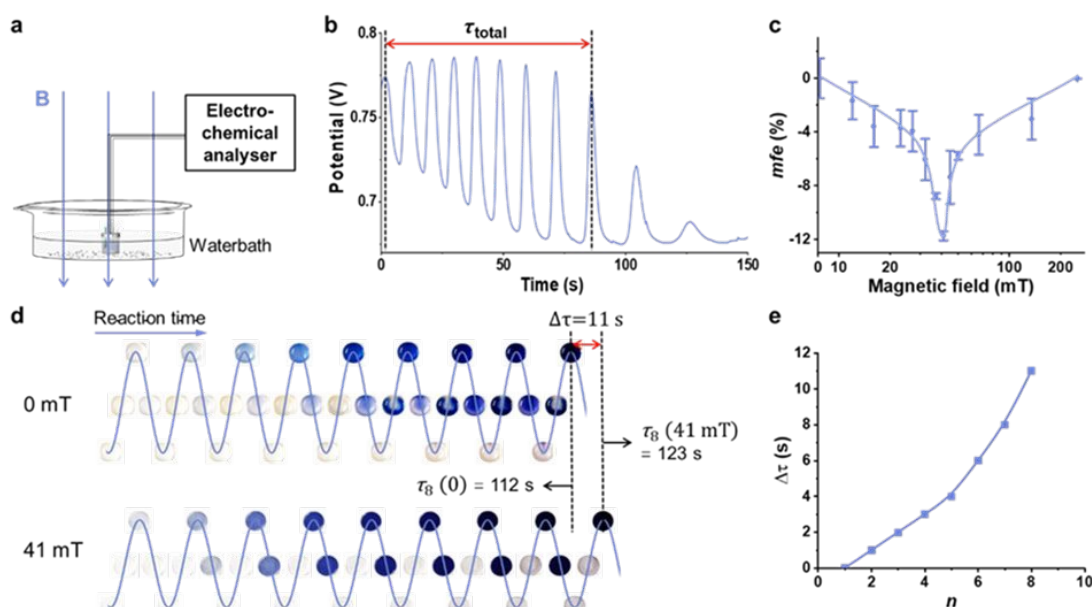 a
B
Electro-
chemical
analyser
Waterbath
b
τtotal
0.8
0.75
0.7
Potential (V)
0
50
100
150
Time (s)
c
0
-4
-8
-12
mfe (%)
0
10
100
200
Magnetic field (mT)
d
Reaction time
Δτ=11 s
0 mT
τ8 (41 mT)
= 123 s
τ8 (0) = 112 s
41 mT
e
12
10
8
6
4
2
0
Δτ (s)
0
2
4
6
8
10
n